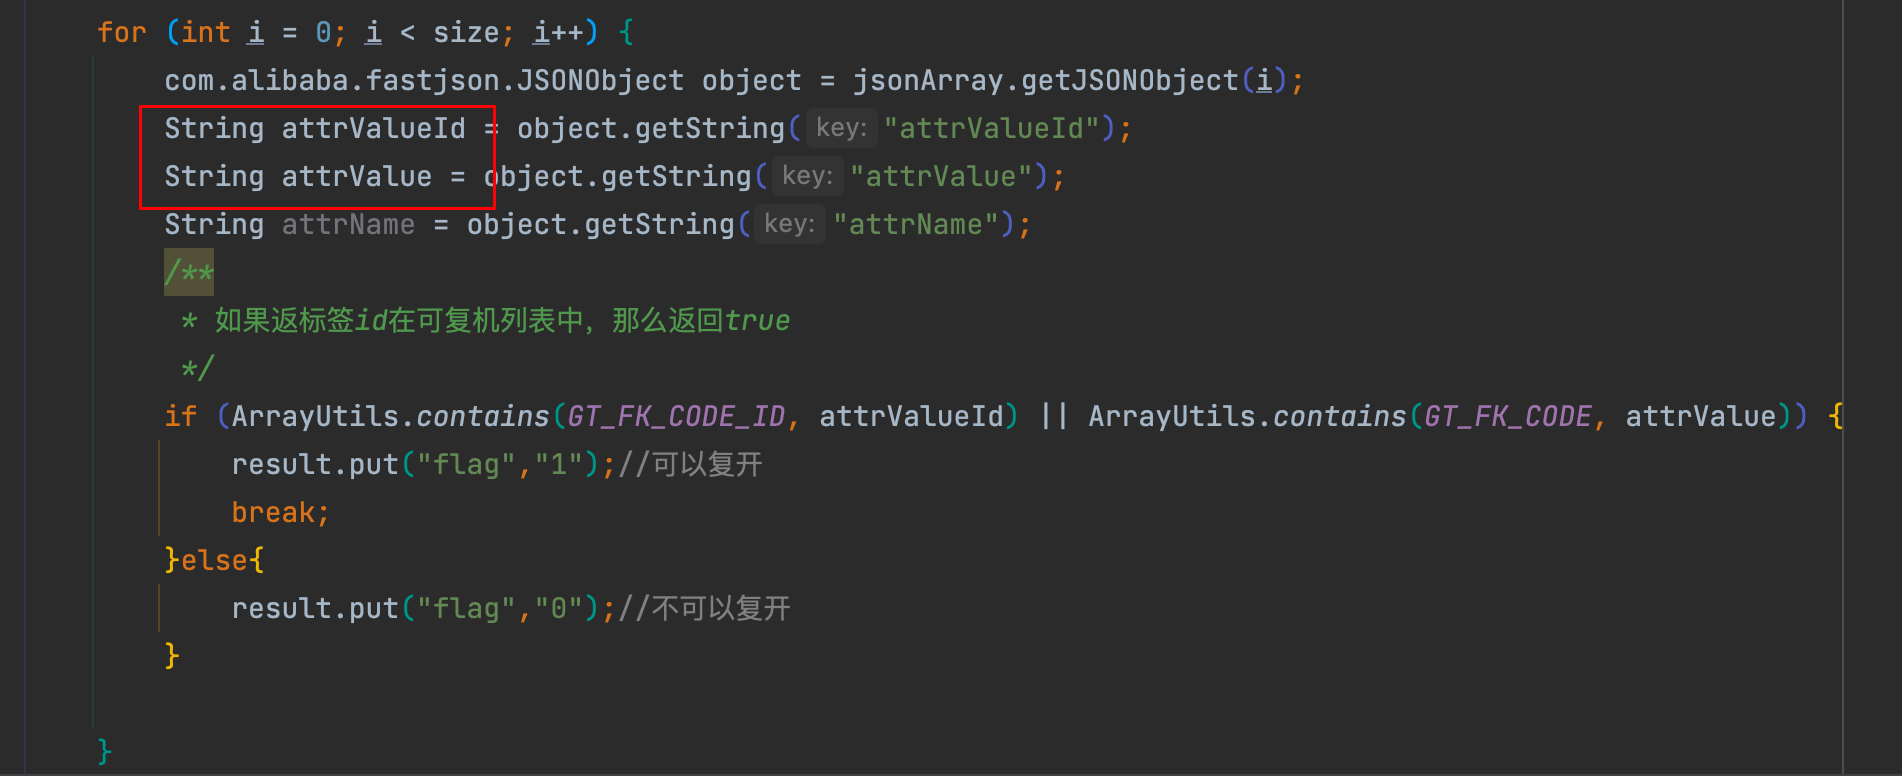 for (int i = 0; i < size; i++) {
com.alibaba.fastjson.JSONObject object = jsonArray.getJSONObject(i);
String attrValueId = object.getString( key: "attrValueId");
String attrValue = object.getString( key: "attrValue");
String attrName = object.getString( key: "attrName");
/**
* 如果返标签id在可复机列表中，那么返回true
*/
if (ArrayUtils.contains(GT_FK_CODE_ID, attrValueId) || ArrayUtils.contains(GT_FK_CODE, attrValue)) {
result.put("flag","1");//可以复开
break;
}else{
result.put("flag","0");//不可以复开
}
}